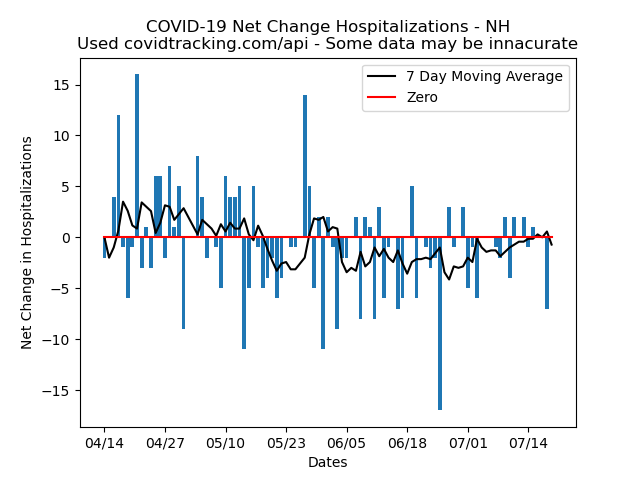 COVID-19 Net Change Hospitalizations - NH
Used covidtracking.com/api - Some data may be innacurate
7 Day Moving Average
Zero
Net Change in Hospitalizations
15
10
5
0
−5
−10
−15
04/14 04/27 05/10 05/23 06/05 06/18 07/01 07/14
Dates